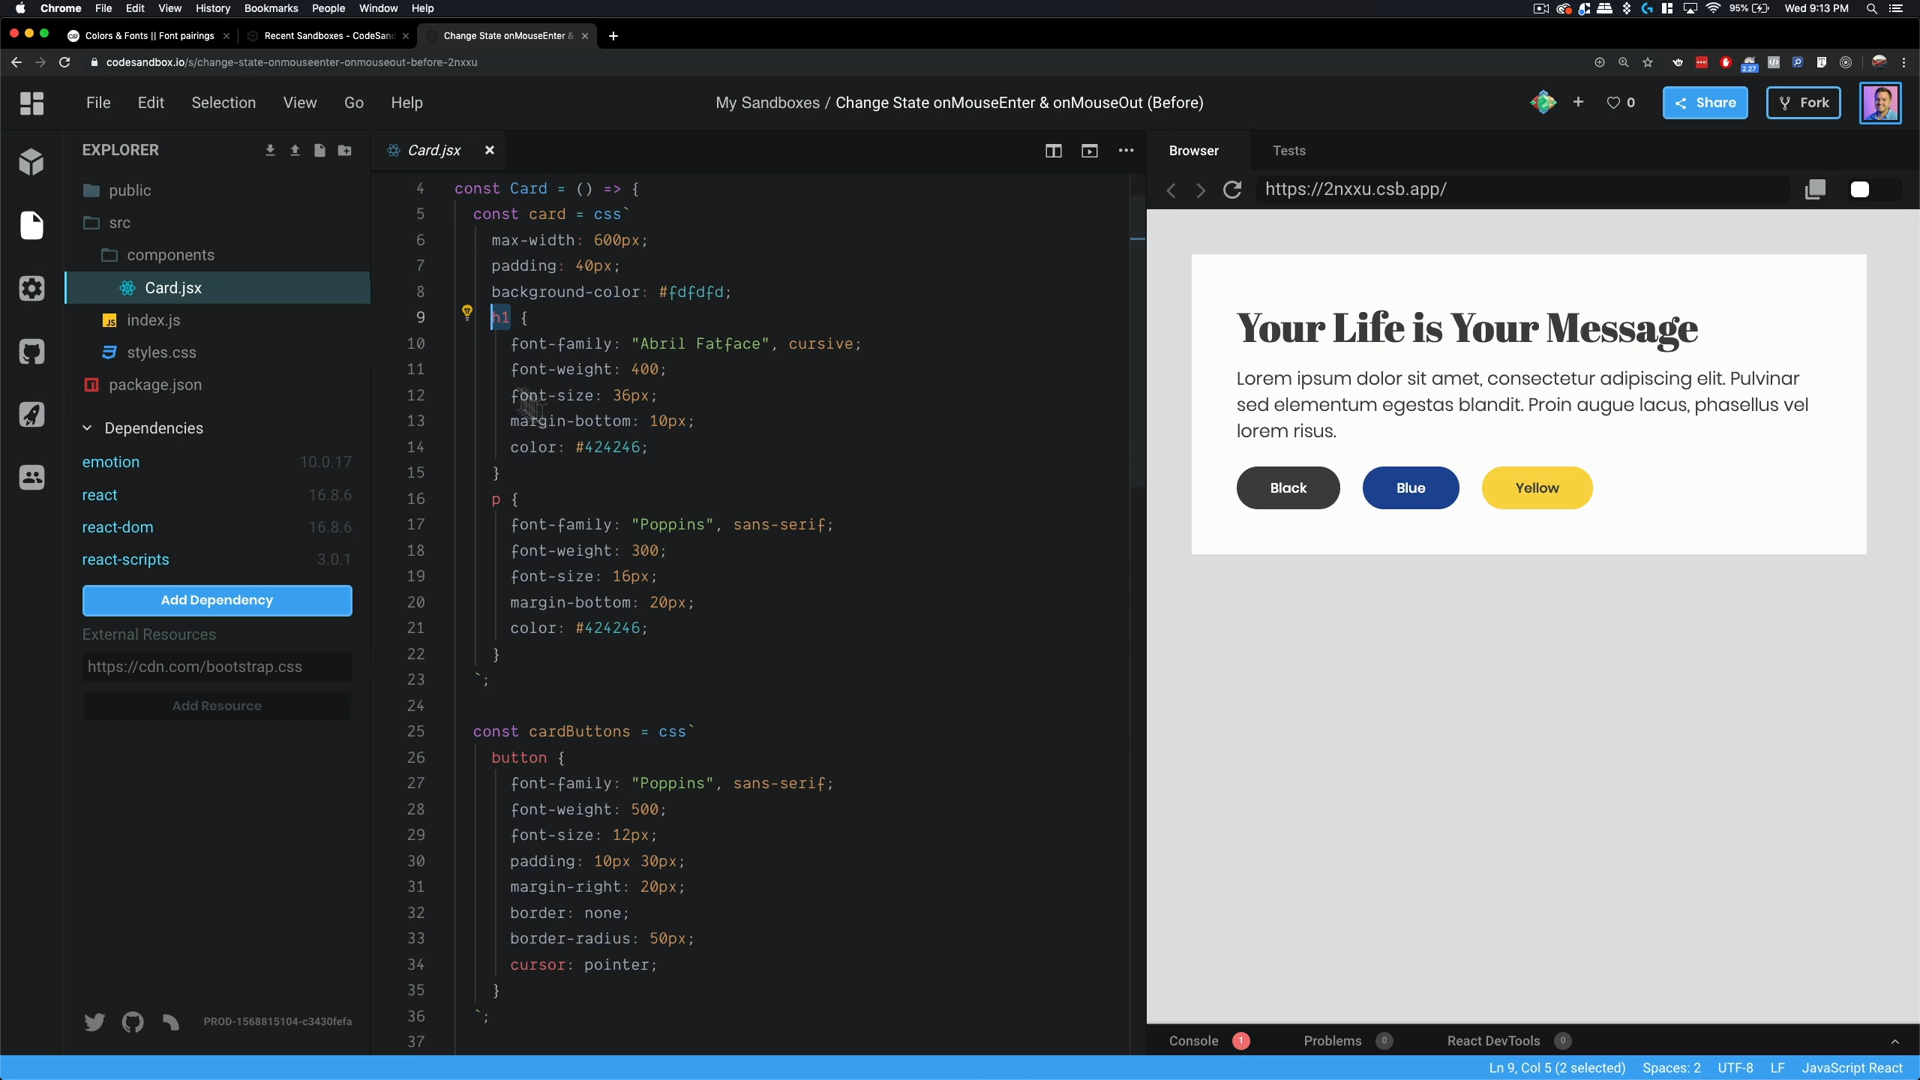 Chrome File Edit View History Bookmarks People Window Help
95% Wed 9:13 PM
Colors & Fonts || Font pairings
Recent Sandboxes - CodeSand
Change State onMouseEnter &
codesandbox.io/s/change-state-onmouseenter-onmouseout-before-2nxxu
2.27
File Edit Selection View Go Help
My Sandboxes / Change State onMouseEnter & onMouseOut (Before)
0
Share
Fork
EXPLORER
public
src
components
Card.jsx
JS index.js
styles.css
package.json
Dependencies
emotion 10.0.17
react 16.8.6
react-dom 16.8.6
react-scripts 3.0.1
Add Dependency
External Resources
https://cdn.com/bootstrap.css
Add Resource
PROD-1568815104-c3430fefa
Card.jsx
4 const Card = () => {
5 const card = css`
6 max-width: 600px;
7 padding: 40px;
8 background-color: #fdfdfd;
9 h1 {
10 font-family: "Abril Fatface", cursive;
11 font-weight: 400;
12 font-size: 36px;
13 margin-bottom: 10px;
14 color: #424246;
15 }
16 p {
17 font-family: "Poppins", sans-serif;
18 font-weight: 300;
19 font-size: 16px;
20 margin-bottom: 20px;
21 color: #424246;
22 }
23 `;
24
25 const cardButtons = css`
26 button {
27 font-family: "Poppins", sans-serif;
28 font-weight: 500;
29 font-size: 12px;
30 padding: 10px 30px;
31 margin-right: 20px;
32 border: none;
33 border-radius: 50px;
34 cursor: pointer;
35 }
36 `;
37
Browser Tests
https://2nxxu.csb.app/
Your Life is Your Message
Lorem ipsum dolor sit amet, consectetur adipiscing elit. Pulvinar
sed elementum egestas blandit. Proin augue lacus, phasellus vel
lorem risus.
Black Blue Yellow
Console 1 Problems 0 React DevTools 0
Ln 9, Col 5 (2 selected) Spaces: 2 UTF-8 LF JavaScript React